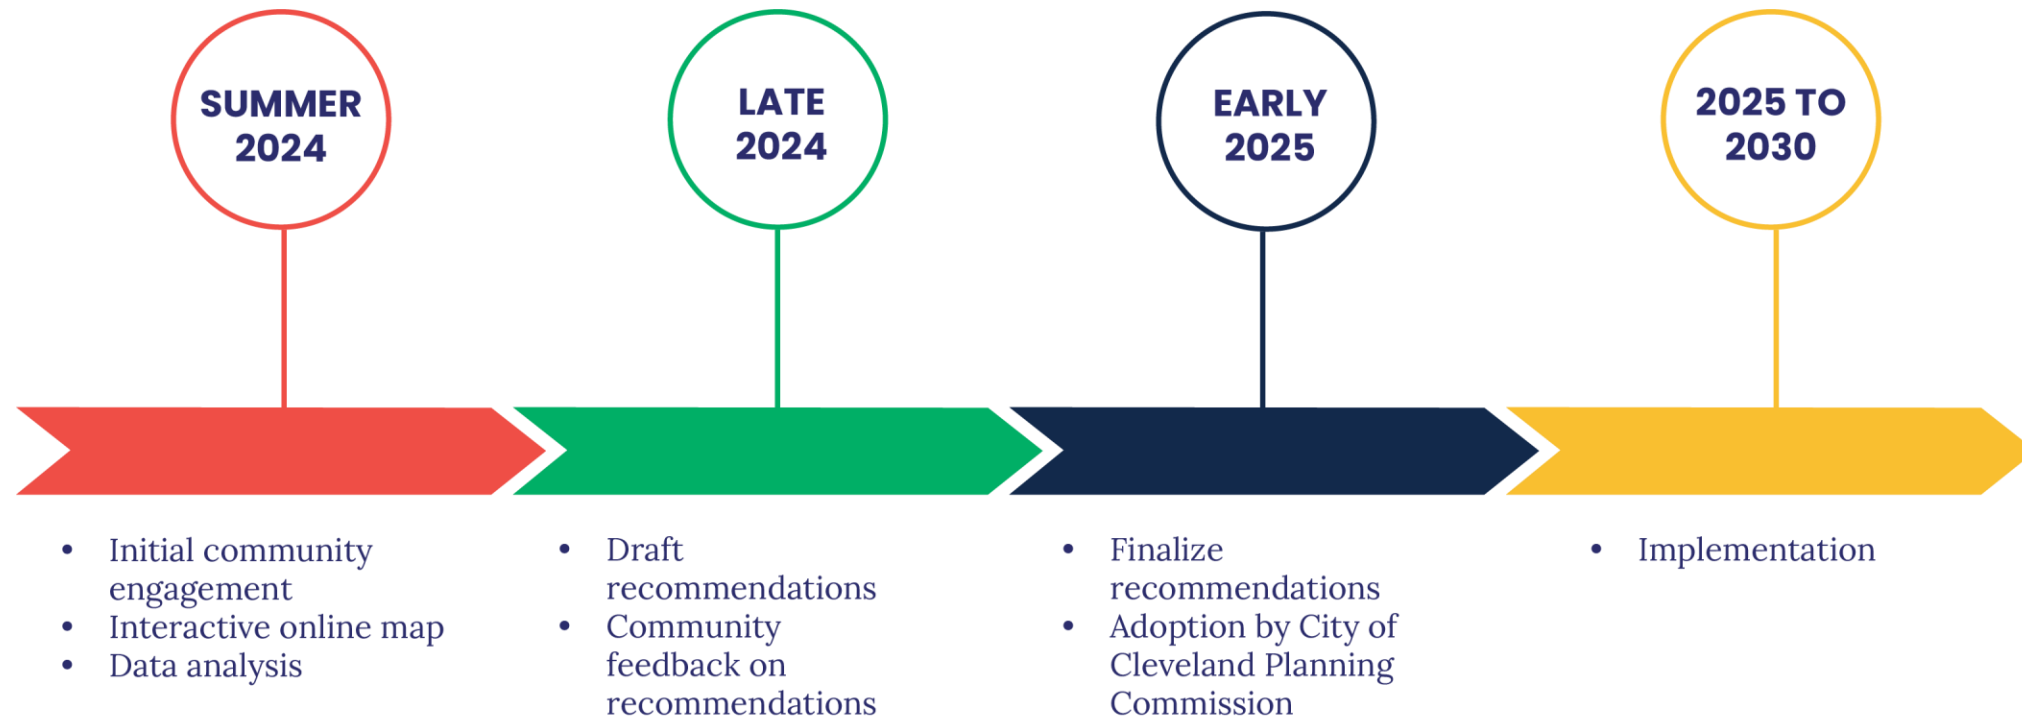 SUMMER
2024
LATE
2024
EARLY
2025
2025 TO
2030
• Initial community
engagement
• Interactive online map
• Data analysis
• Draft
recommendations
• Community
feedback on
recommendations
• Finalize
recommendations
• Adoption by City of
Cleveland Planning
Commission
• Implementation